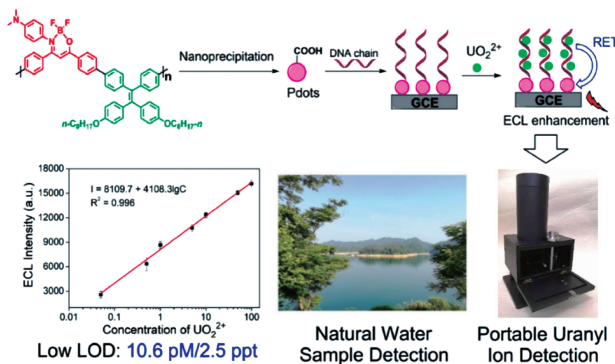 N
F F
B
N O
n
n-C8H17O
OC8H17-n
Nanoprecipitation
COOH
Pdots
DNA chain
GCE
UO2 2+
RET
GCE
ECL enhancement
ECL Intensity (a.u.)
18000
15000
12000
9000
6000
3000
I = 8109.7 + 4108.3lgC
R2 = 0.996
0.01 0.1 1 10 100
Concentration of UO2 2+
Low LOD: 10.6 pM/2.5 ppt
Natural Water
Sample Detection
Portable Uranyl
Ion Detection